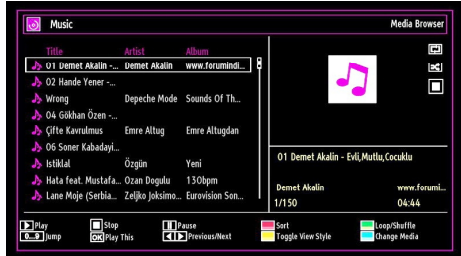 Music Media Browser
Title Artist Album
01 Demet Akalin -... Demet Akalin www.forumindi...
02 Hande Yener -...
Wrong Depeche Mode Sounds Of Th...
04 Gökhan Özen -...
Çifte Kavrulmus Emre Altug Emre Altugdan
06 Soner Kabadayi...
Istiklal Özgün Yeni
Hata feat. Mustafa... Ozan Dogulu 130bpm
Lane Moje (Serbia... Zeljko Joksimo... Eurovision Son...
01 Demet Akalin - Evli,Mutlu,Cocuklu
Demet Akalin www.forumi...
1/150 04:44
Play Stop Pause Sort Loop/Shuffle
0...9 Jump OK Play This Previous/Next Toggle View Style Change Media